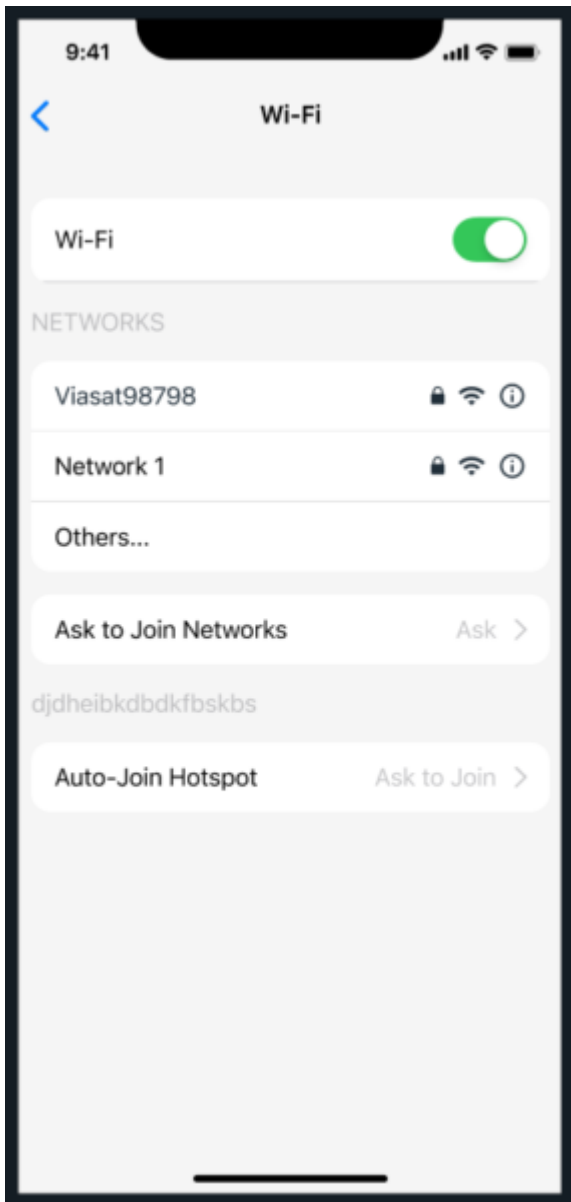 9:41
Wi-Fi
Wi-Fi
NETWORKS
Viasat98798
Network 1
Others...
Ask to Join Networks Ask
djdheibkdbdkfbskbs
Auto-Join Hotspot Ask to Join